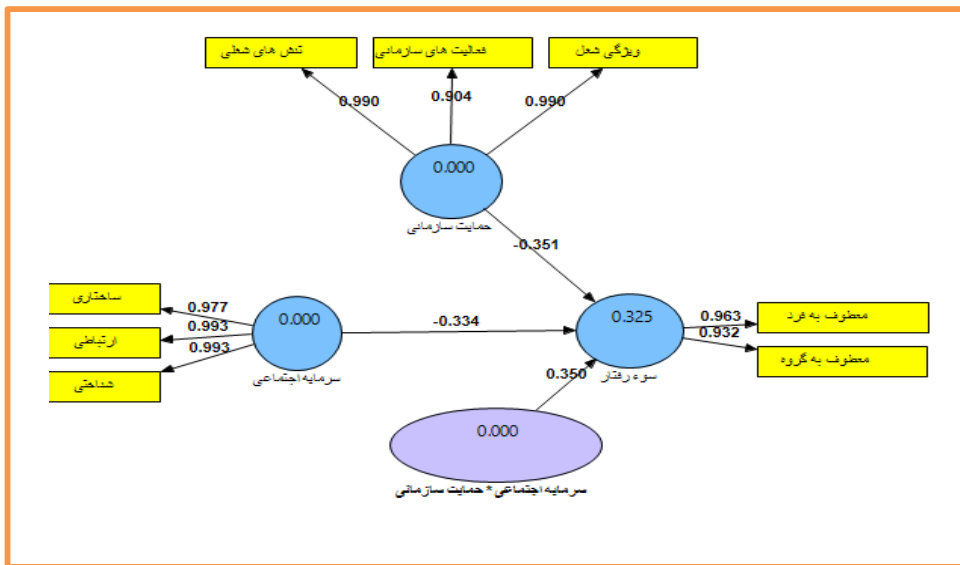 تنش های شغلی
فعالیت های سازمانی
ویژگی شغل
0.990
0.904
0.990
0.000
حمایت سازمانی
-0.351
ساختاری
0.977
ارتباطی
0.993
شناختی
0.993
0.000
سرمایه اجتماعی
-0.334
0.325
سوء رفتار
0.963
معطوف به فرد
0.932
معطوف به گروه
0.350
0.000
سرمایه اجتماعی * حمایت سازمانی